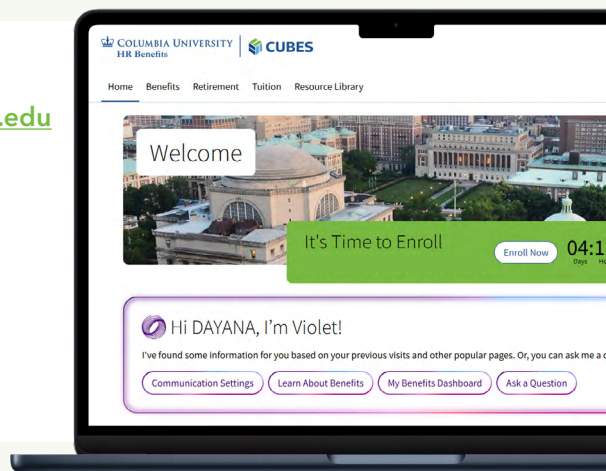 .edu
COLUMBIA UNIVERSITY
HR Benefits
CUBES
Home Benefits Retirement Tuition Resource Library
Welcome
It's Time to Enroll
Enroll Now
04:1
Days
Hi DAYANA, I'm Violet!
I've found some information for you based on your previous visits and other popular pages. Or, you can ask me a
Communication Settings Learn About Benefits My Benefits Dashboard Ask a Question